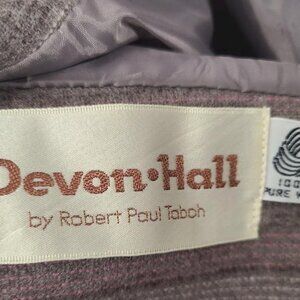 Devon·Hall
by Robert Paul Taboh
100
PURE W